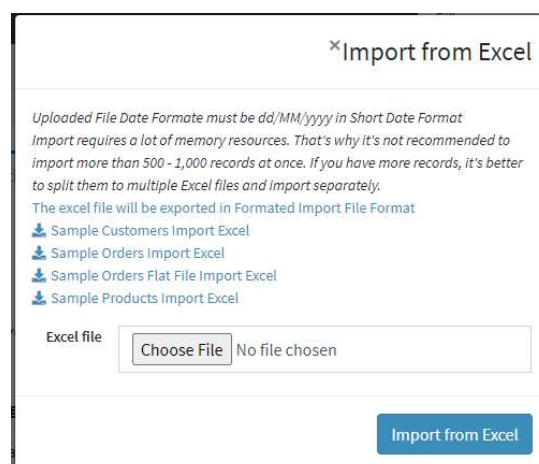 ×Import from Excel
Uploaded File Date Formate must be dd/MM/yyyy in Short Date Format
Import requires a lot of memory resources. That's why it's not recommended to
import more than 500 - 1,000 records at once. If you have more records, it's better
to split them to multiple Excel files and import separately.
The excel file will be exported in Formated Import File Format
Sample Customers Import Excel
Sample Orders Import Excel
Sample Orders Flat File Import Excel
Sample Products Import Excel
Excel file Choose File No file chosen
Import from Excel